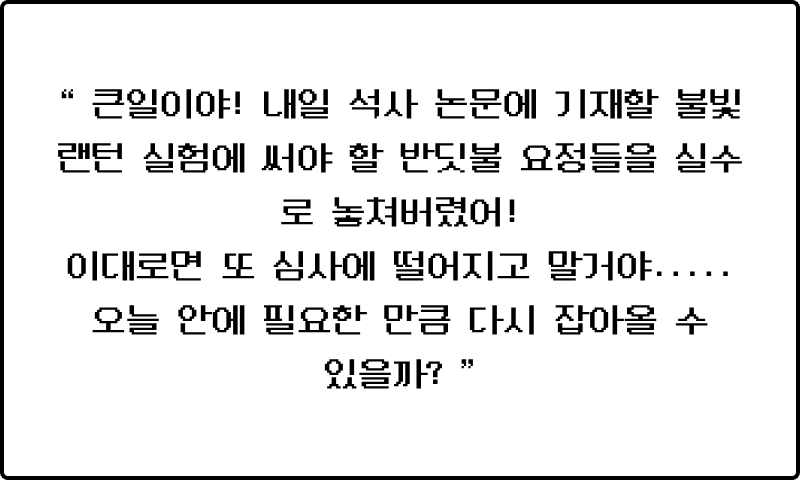 “ 큰일이야! 내일 석사 논문에 기재할 불빛
랜턴 실험에 써야 할 반딧불 요정들을 실수
로 놓쳐버렸어!
이대로면 또 심사에 떨어지고 말거야.....
오늘 안에 필요한 만큼 다시 잡아올 수
있을까? ”